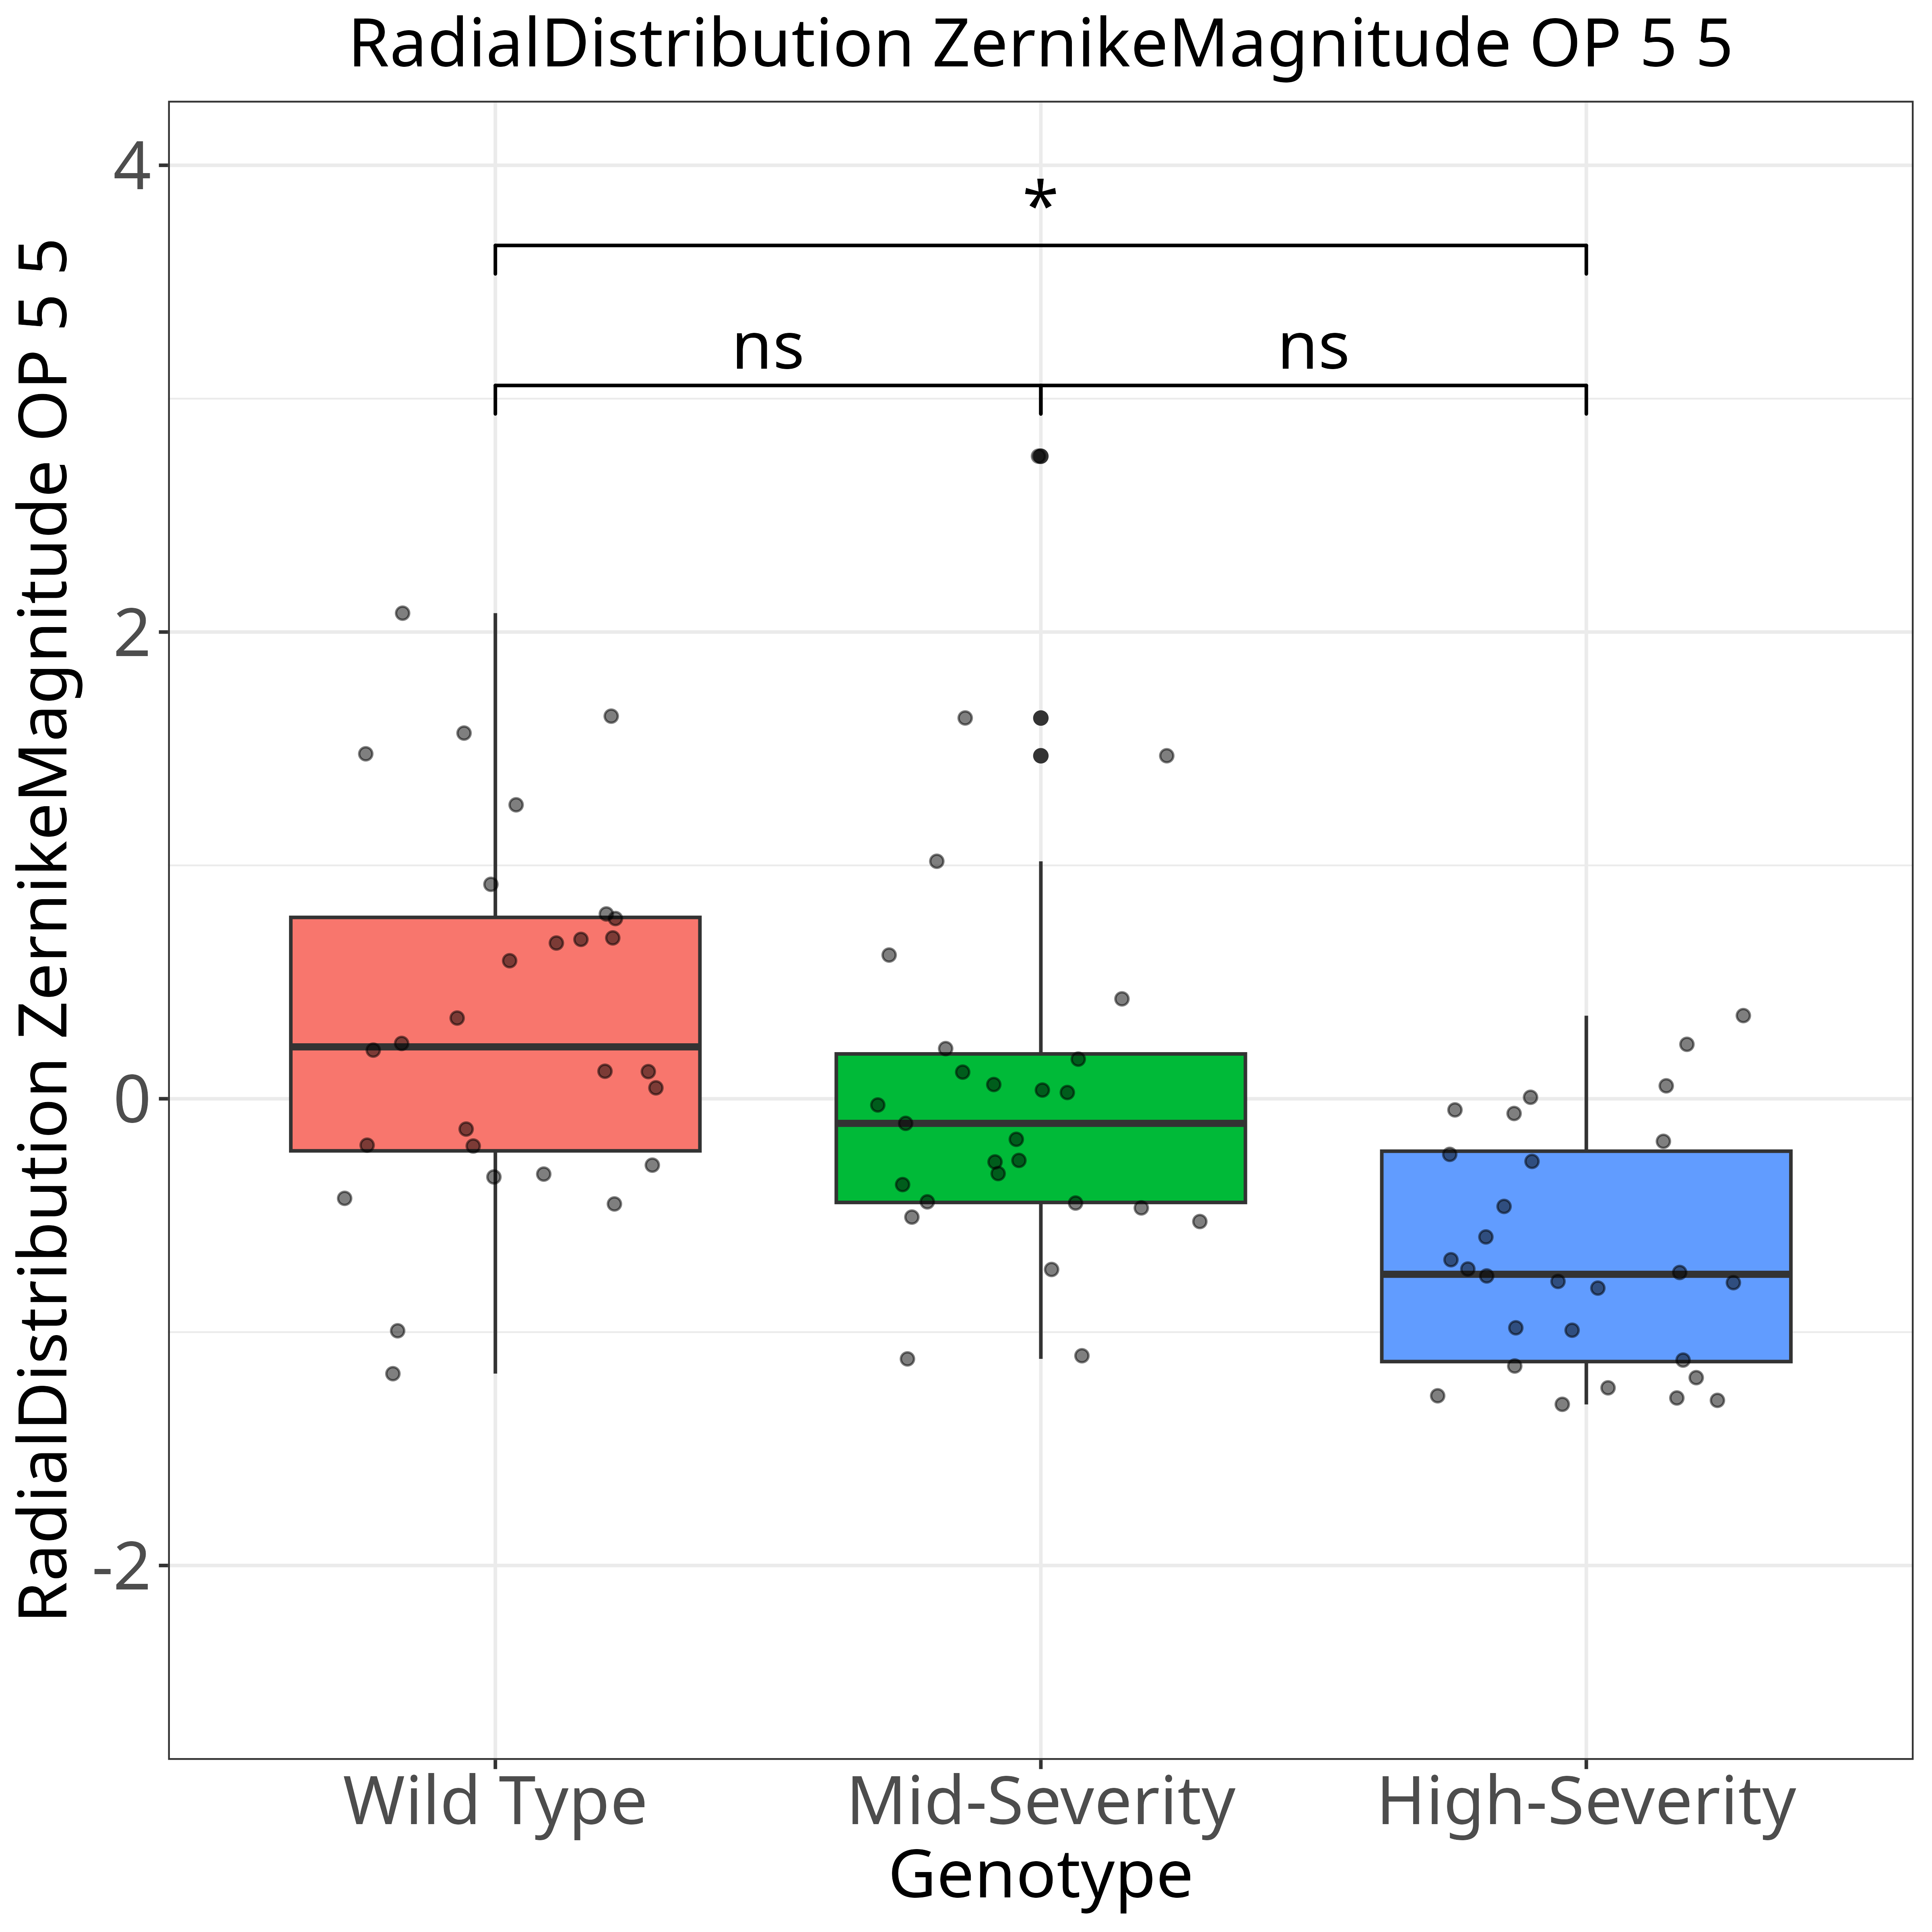 RadialDistribution ZernikeMagnitude OP 5 5
RadialDistribution ZernikeMagnitude OP 5 5
4
2
0
-2
*
ns
ns
Wild Type
Mid-Severity
High-Severity
Genotype